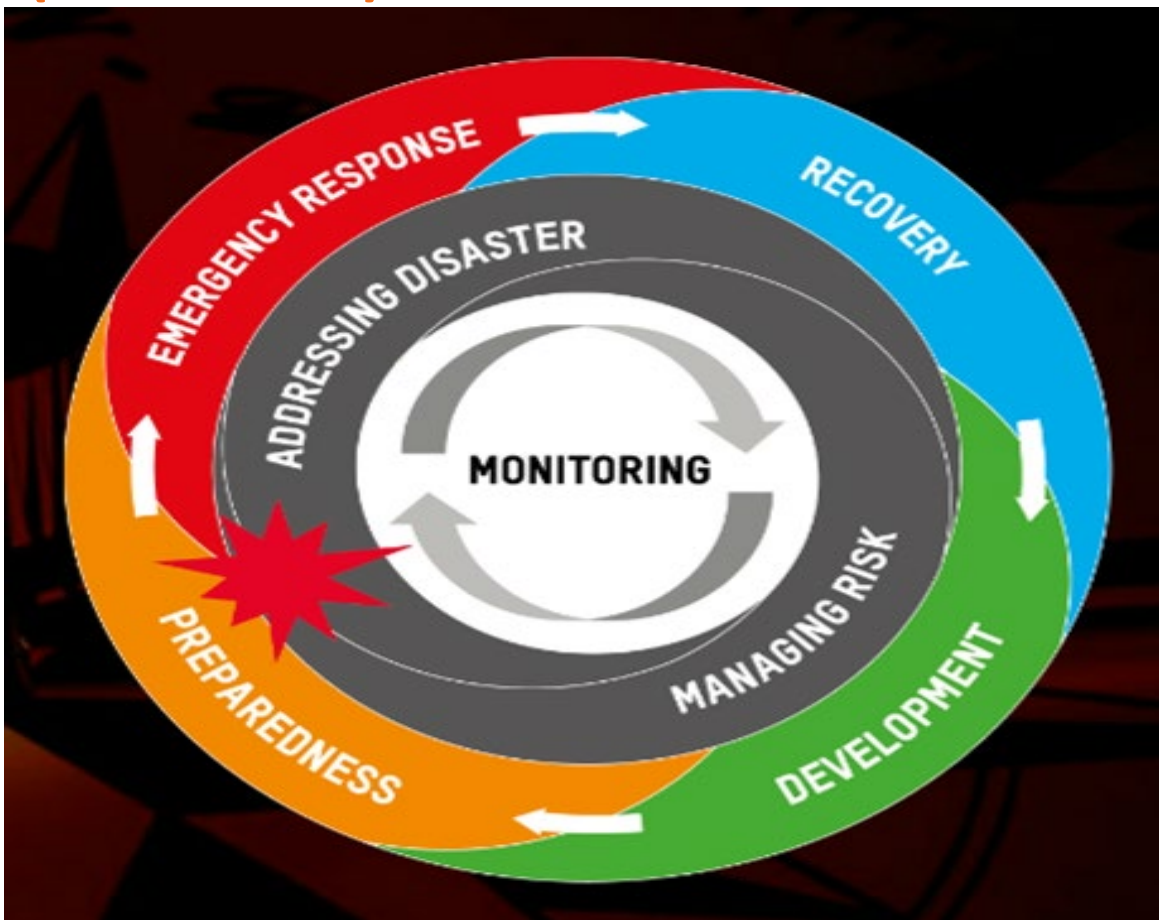 EMERGENCY RESPONSE
RECOVERY
ADDRESSING DISASTER
MONITORING
MANAGING RISK
PREPAREDNESS
DEVELOPMENT